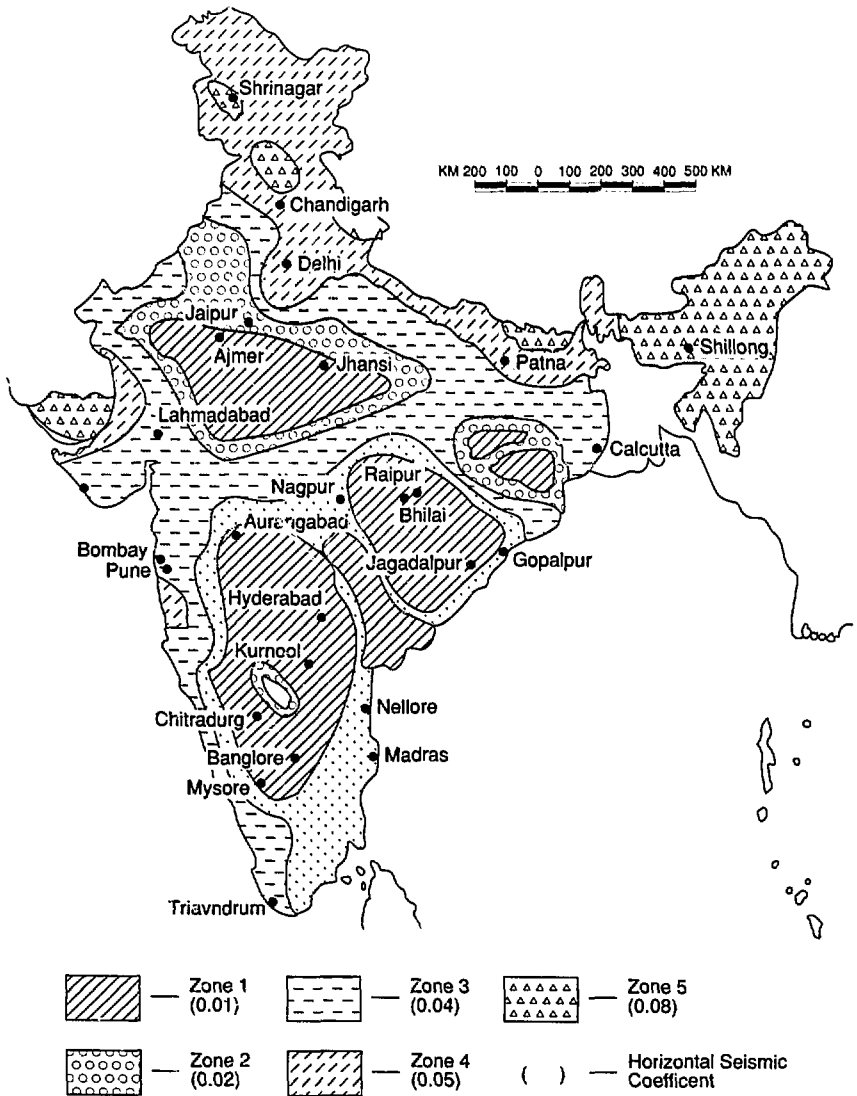 Shrinagar
KM 200 100 0 100 200 300 400 500 KM
Chandigarh
Delhi
Jaipur
Ajmer
Jhansi
Patna
Shillong
Lahmadabad
Calcutta
Raipur
Nagpur
Bhilai
Aurangabad
Bombay
Pune
Jagadalpur
Gopalpur
Hyderabad
Kurnool
Nellore
Chitradurg
Banglore
Madras
Mysore
Triavndrum
Zone 1
(0.01)
Zone 3
(0.04)
Zone 5
(0.08)
Zone 2
(0.02)
Zone 4
(0.05)
( )
Horizontal Seismic
Coefficent